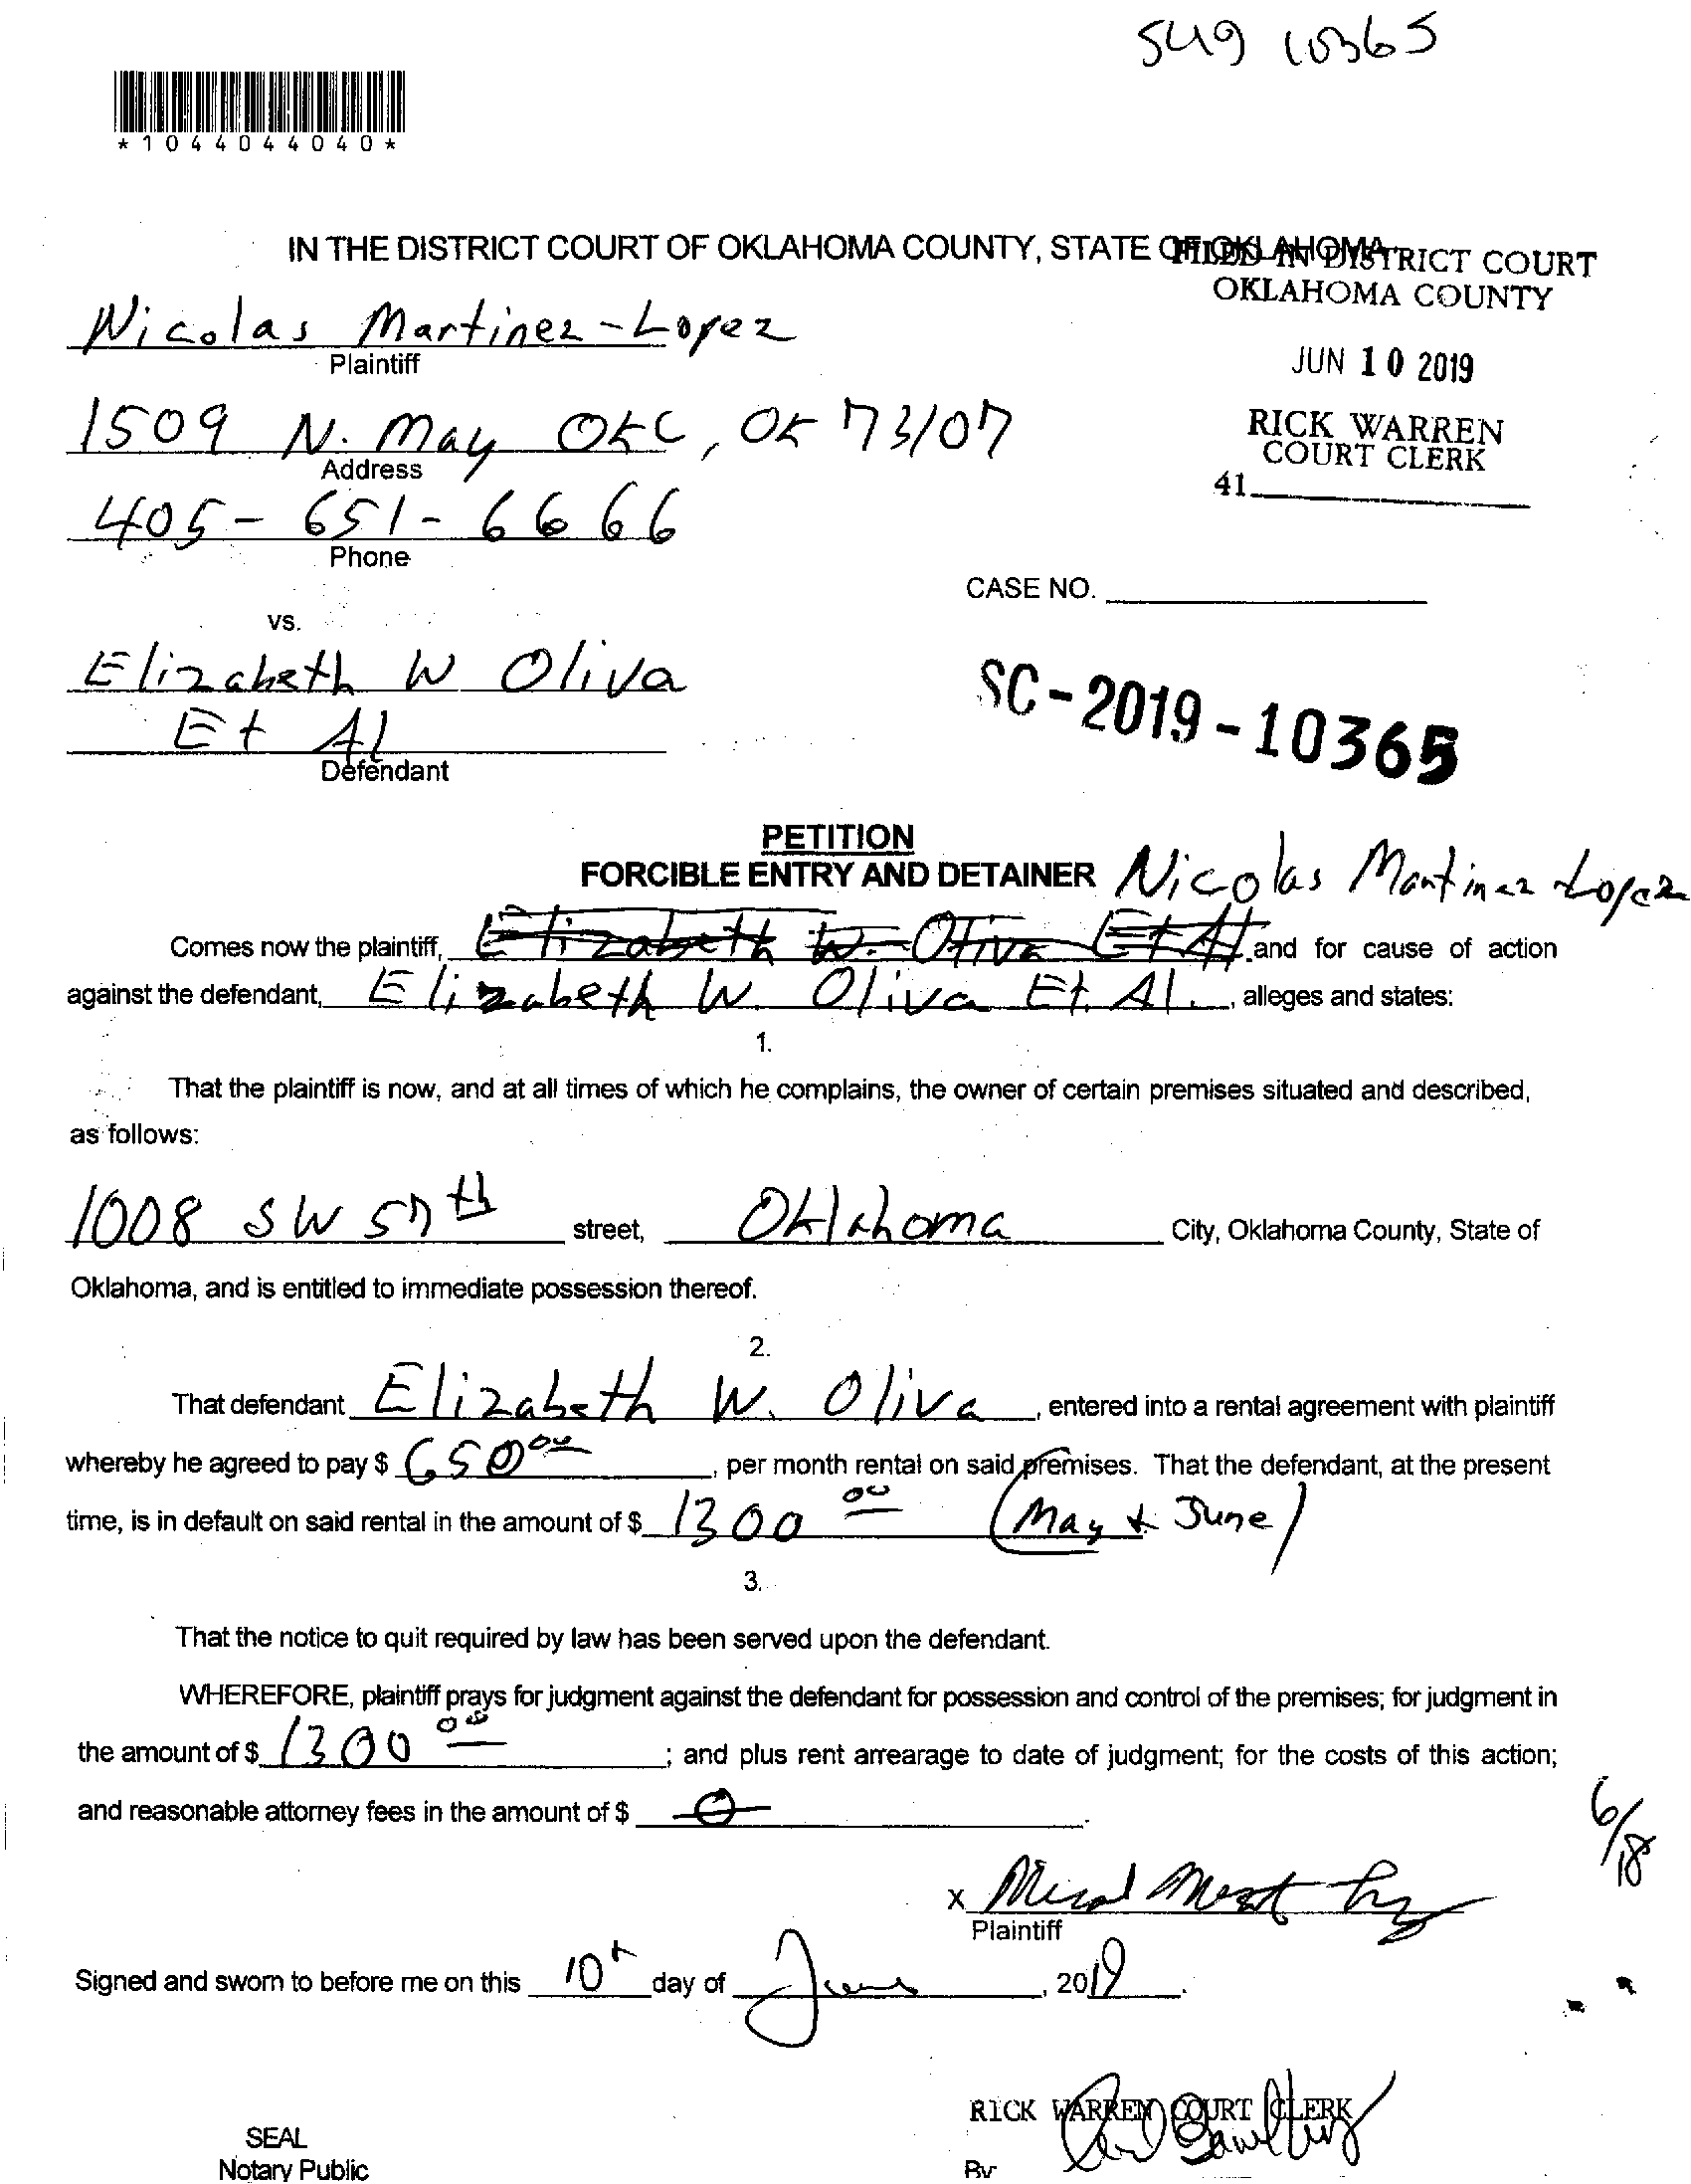 10365
*1044044040*
IN THE DISTRICT COURT OF OKLAHOMA COUNTY, STATE OF OKLAHOMA
FILED IN DISTRICT COURT
OKLAHOMA COUNTY
Nicolas Martinez-Lopez
Plaintiff
JUN 10 2019
1509 N. May OKC, OK 73107
Address
RICK WARREN
COURT CLERK
41
405-651-6666
Phone
CASE NO.
vs.
Elizabeth W Oliva
Et Al
Defendant
SC-2019-10365
PETITION
FORCIBLE ENTRY AND DETAINER Nicolas Martinez Lopez
Comes now the plaintiff, Elizabeth W. Oliva Et Al and for cause of action
against the defendant, Elizabeth W. Oliva Et. Al., alleges and states:
1.
That the plaintiff is now, and at all times of which he complains, the owner of certain premises situated and described,
as follows:
1008 SW 57th street, Oklahoma City, Oklahoma County, State of
Oklahoma, and is entitled to immediate possession thereof.
2.
That defendant Elizabeth W. Oliva, entered into a rental agreement with plaintiff
whereby he agreed to pay $ 650 00, per month rental on said premises. That the defendant, at the present
time, is in default on said rental in the amount of $ 1300 00 (May & June)
3.
That the notice to quit required by law has been served upon the defendant.
WHEREFORE, plaintiff prays for judgment against the defendant for possession and control of the premises; for judgment in
the amount of $ 1300 00; and plus rent arrearage to date of judgment; for the costs of this action;
and reasonable attorney fees in the amount of $ 0.
6/18
x
Plaintiff
Signed and sworn to before me on this 10th day of June, 2019.
RICK WARREN COURT CLERK
SEAL
Notary Public
By